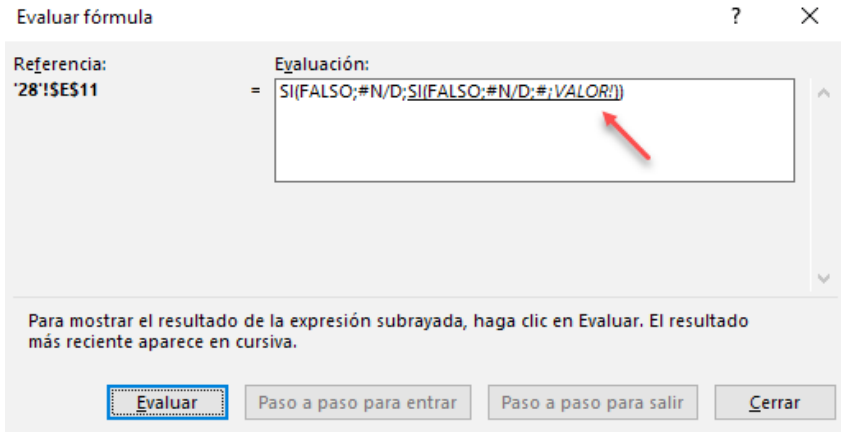 Evaluar fórmula ? ×
Referencia: Evaluación:
'28'!$E$11 = SI(FALSO;#N/D;SI(FALSO;#N/D;#¡VALOR!))
Para mostrar el resultado de la expresión subrayada, haga clic en Evaluar. El resultado
más reciente aparece en cursiva.
Evaluar Paso a paso para entrar Paso a paso para salir Cerrar